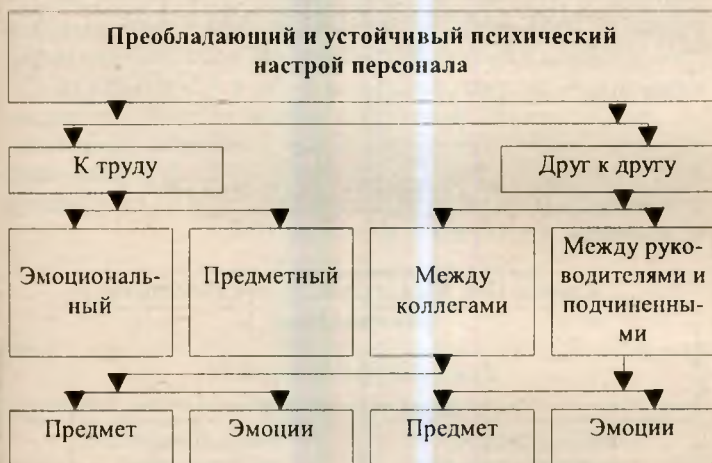 Преобладающий и устойчивый психический
настрой персонала
К труду
Друг к другу
Эмоциональ-
ный
Предметный
Между
коллегами
Между руко-
водителями и
подчиненны-
ми
Предмет
Эмоции
Предмет
Эмоции